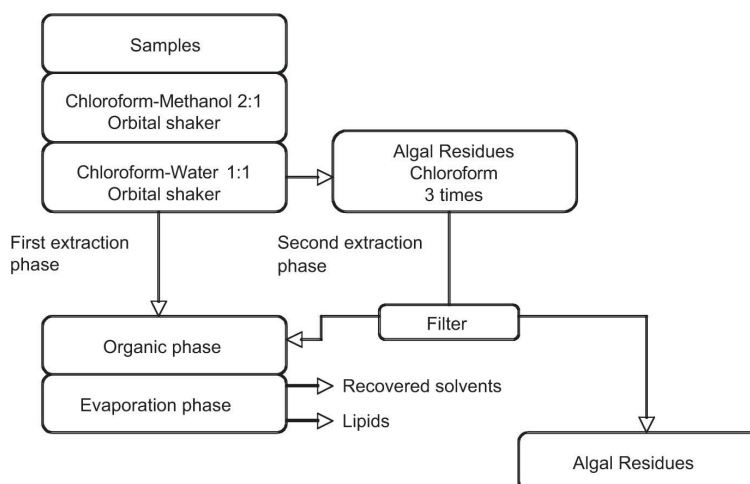 Samples
Chloroform-Methanol 2:1
Orbital shaker
Chloroform-Water 1:1
Orbital shaker
Algal Residues
Chloroform
3 times
First extraction
phase
Second extraction
phase
Filter
Organic phase
Evaporation phase
Recovered solvents
Lipids
Algal Residues